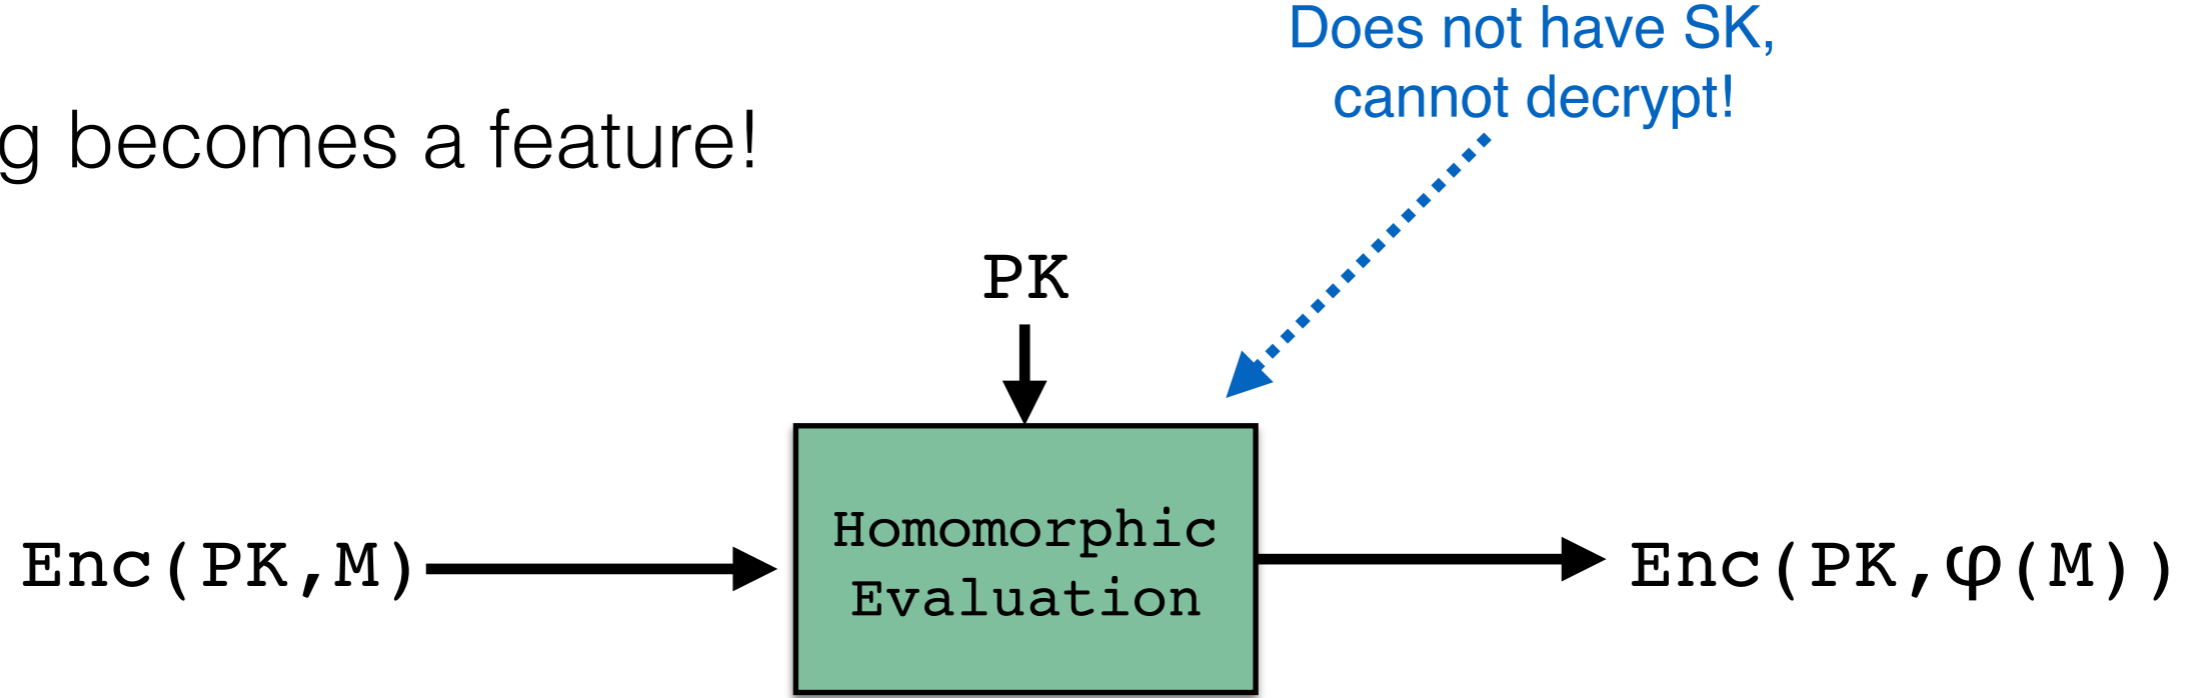 Does not have SK,
cannot decrypt!
g becomes a feature!
PK
Homomorphic
Evaluation
Enc(PK,M)
Enc(PK,φ(M))